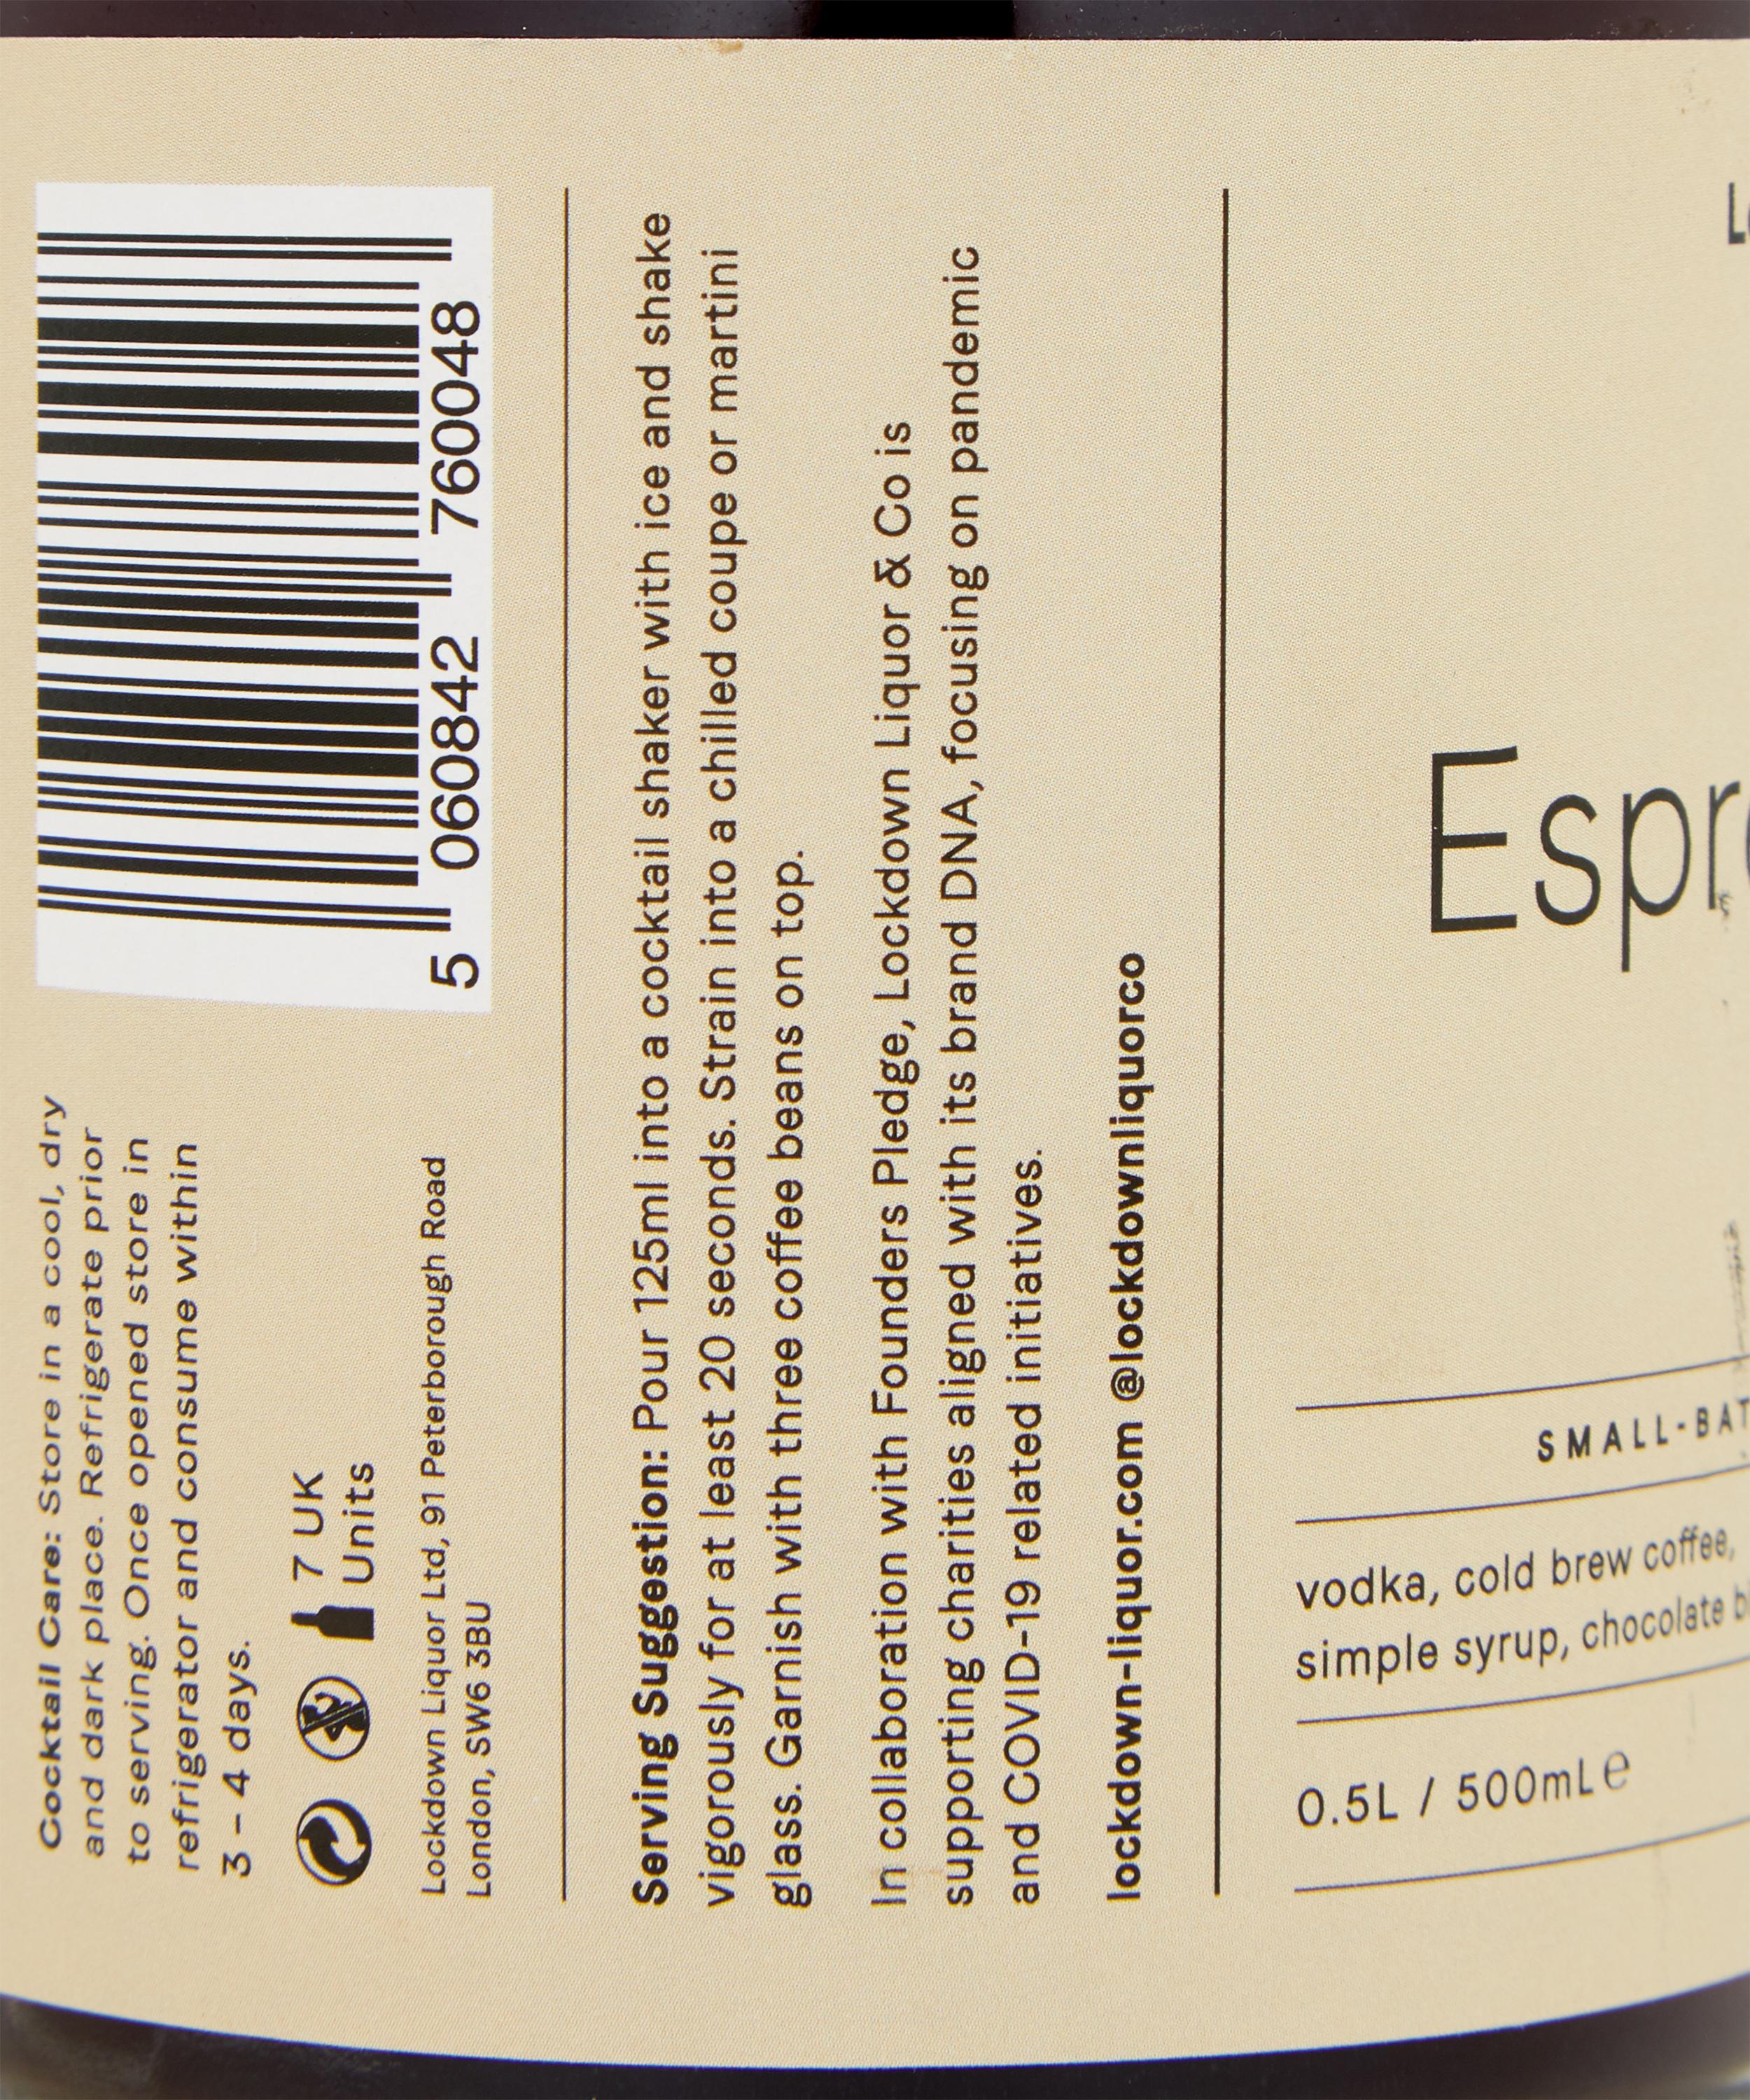 Cocktail Care: Store in a cool, dry
and dark place. Refrigerate prior
to serving. Once opened store in
refrigerator and consume within
3 – 4 days.
7 UK
Units
Lockdown Liquor Ltd, 91 Peterborough Road
London, SW6 3BU
5 060842 760048
Serving Suggestion: Pour 125ml into a cocktail shaker with ice and shake
vigorously for at least 20 seconds. Strain into a chilled coupe or martini
glass. Garnish with three coffee beans on top.
In collaboration with Founders Pledge, Lockdown Liquor & Co is
supporting charities aligned with its brand DNA, focusing on pandemic
and COVID-19 related initiatives.
lockdown-liquor.com @lockdownliquorco
Espr
SMALL-BAT
vodka, cold brew coffee,
simple syrup, chocolate
0.5L / 500mL e